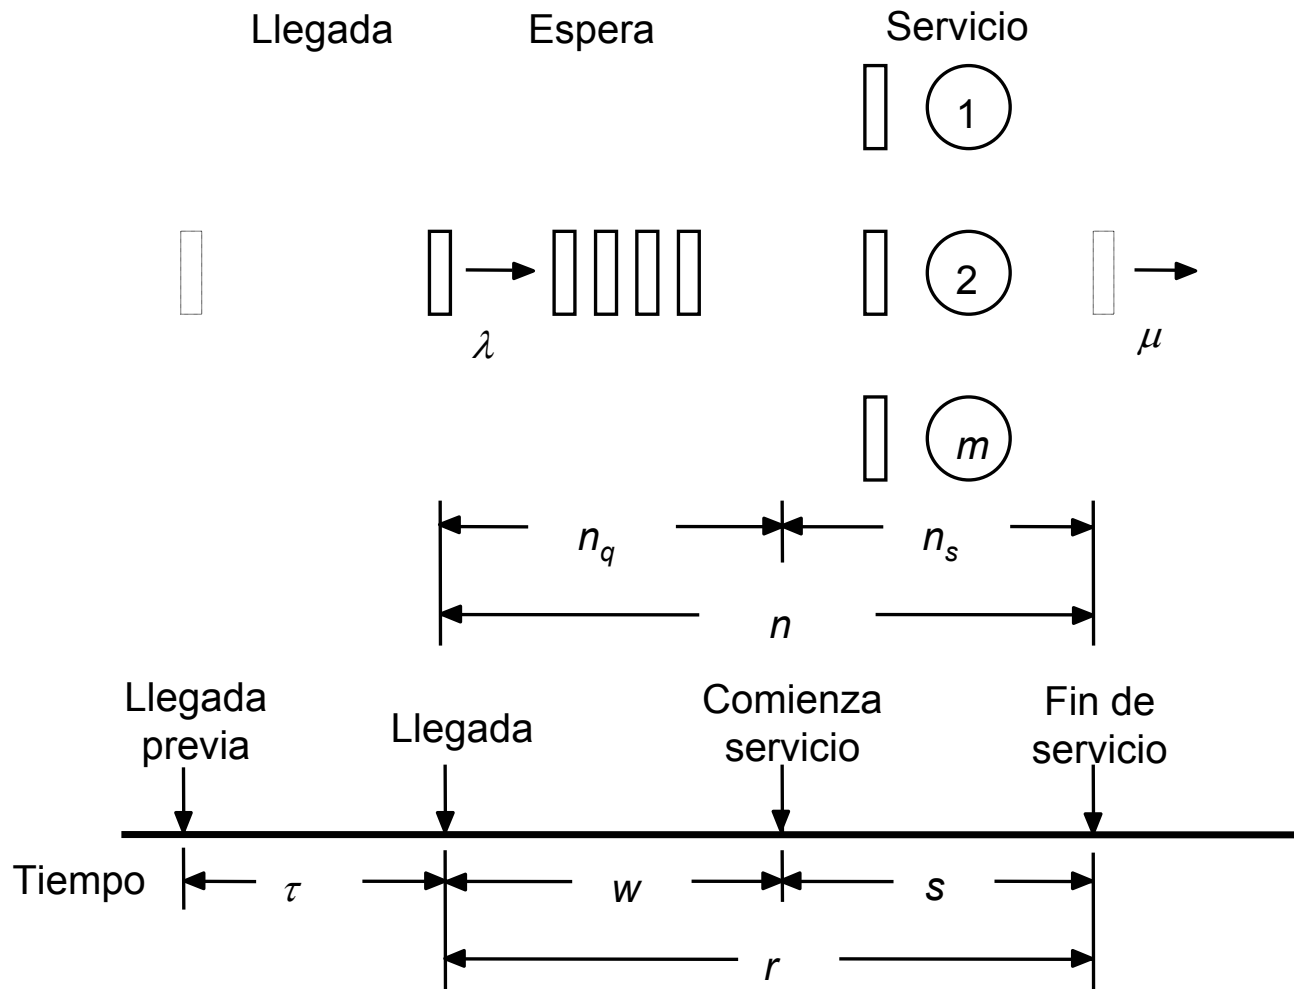 Llegada Espera Servicio
1
2
λ
μ
m
n_q n_s
n
Llegada previa
Llegada
Comienza servicio
Fin de servicio
Tiempo τ w s
r